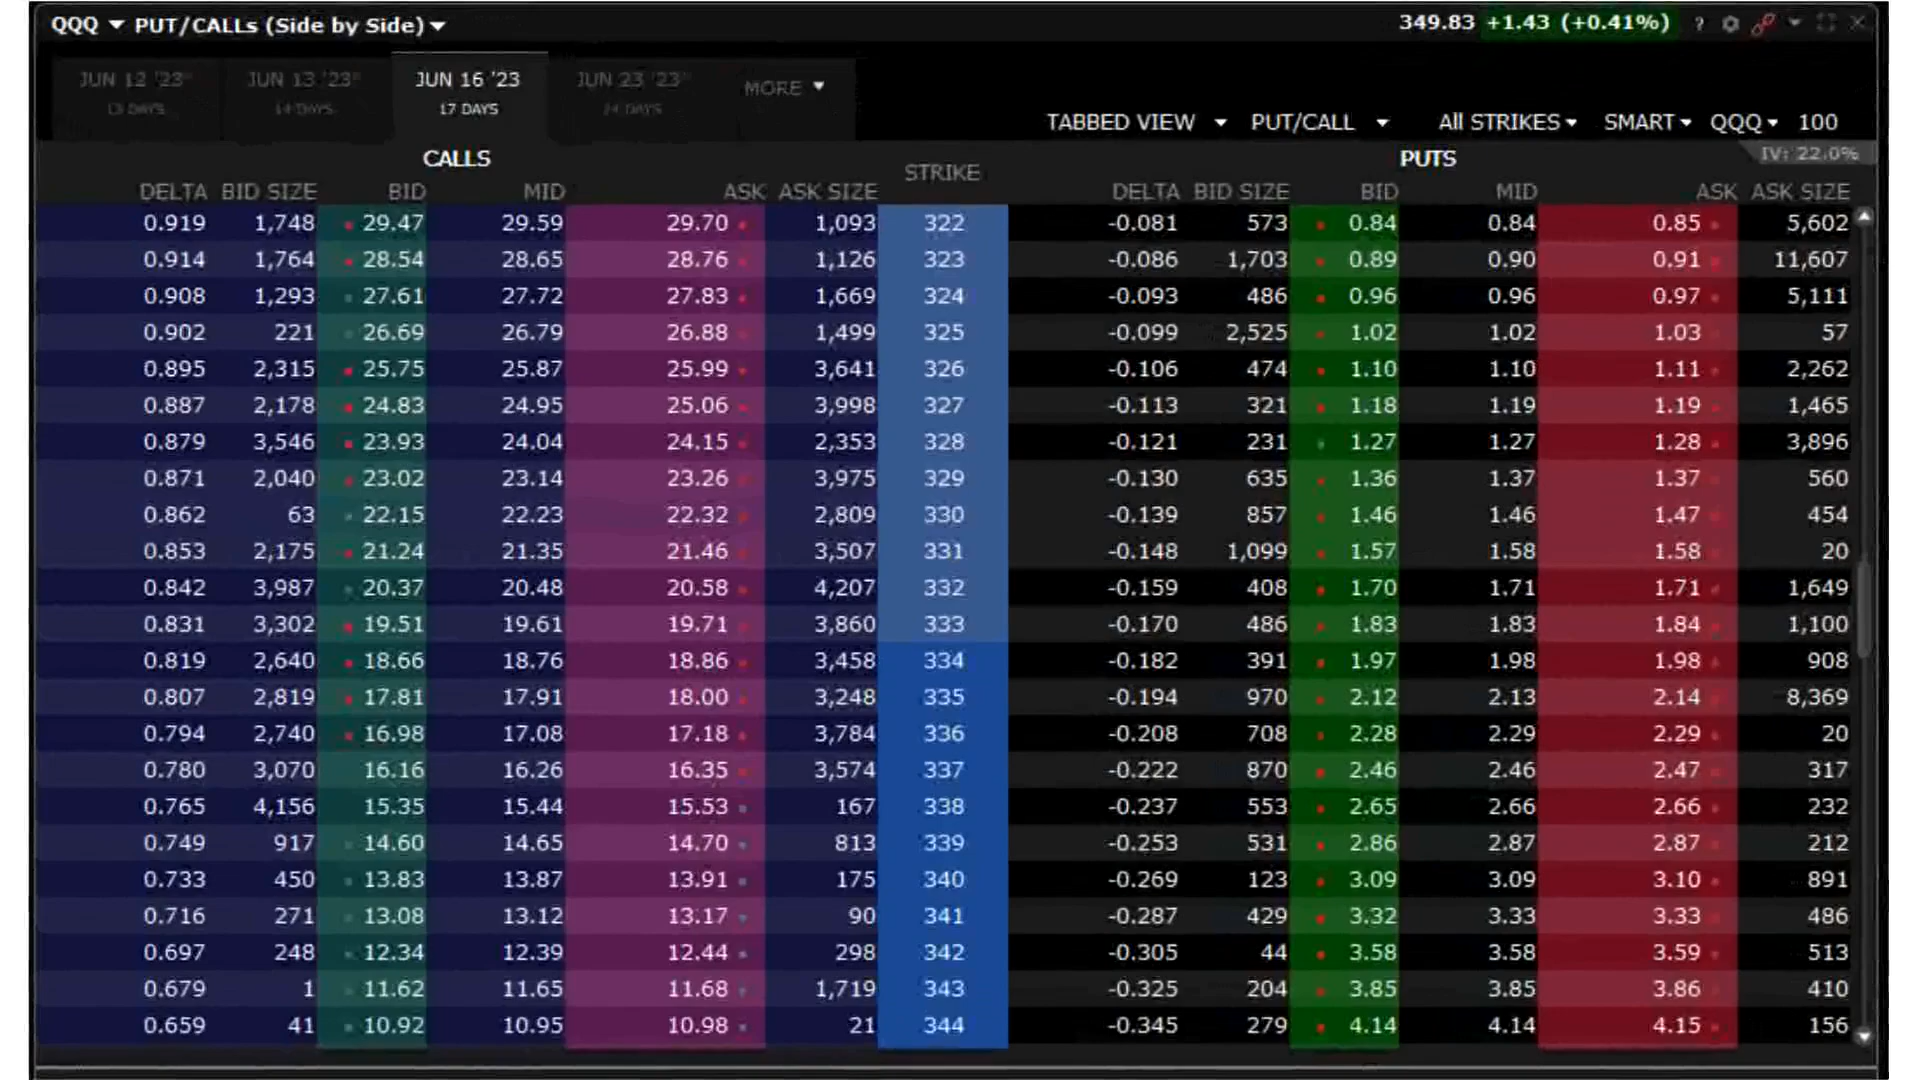 QQQ PUT/CALLs (Side by Side) 349.83 +1.43 (+0.41%) ?
JUN 12 '23 JUN 13 '23 JUN 16 '23 JUN 23 '23 MORE
13 DAYS 14 DAYS 17 DAYS 24 DAYS
TABBED VIEW PUT/CALL All STRIKES SMART QQQ 100
CALLS STRIKE PUTS IV: 22.0%
DELTA BID SIZE BID MID ASK ASK SIZE DELTA BID SIZE BID MID ASK ASK SIZE
0.919 1,748 29.47 29.59 29.70 1,093 322 -0.081 573 0.84 0.84 0.85 5,602
0.914 1,764 28.54 28.65 28.76 1,126 323 -0.086 1,703 0.89 0.90 0.91 11,607
0.908 1,293 27.61 27.72 27.83 1,669 324 -0.093 486 0.96 0.96 0.97 5,111
0.902 221 26.69 26.79 26.88 1,499 325 -0.099 2,525 1.02 1.02 1.03 57
0.895 2,315 25.75 25.87 25.99 3,641 326 -0.106 474 1.10 1.10 1.11 2,262
0.887 2,178 24.83 24.95 25.06 3,998 327 -0.113 321 1.18 1.19 1.19 1,465
0.879 3,546 23.93 24.04 24.15 2,353 328 -0.121 231 1.27 1.27 1.28 3,896
0.871 2,040 23.02 23.14 23.26 3,975 329 -0.130 635 1.36 1.37 1.37 560
0.862 63 22.15 22.23 22.32 2,809 330 -0.139 857 1.46 1.46 1.47 454
0.853 2,175 21.24 21.35 21.46 3,507 331 -0.148 1,099 1.57 1.58 1.58 20
0.842 3,987 20.37 20.48 20.58 4,207 332 -0.159 408 1.70 1.71 1.71 1,649
0.831 3,302 19.51 19.61 19.71 3,860 333 -0.170 486 1.83 1.83 1.84 1,100
0.819 2,640 18.66 18.76 18.86 3,458 334 -0.182 391 1.97 1.98 1.98 908
0.807 2,819 17.81 17.91 18.00 3,248 335 -0.194 970 2.12 2.13 2.14 8,369
0.794 2,740 16.98 17.08 17.18 3,784 336 -0.208 708 2.28 2.29 2.29 20
0.780 3,070 16.16 16.26 16.35 3,574 337 -0.222 870 2.46 2.46 2.47 317
0.765 4,156 15.35 15.44 15.53 167 338 -0.237 553 2.65 2.66 2.66 232
0.749 917 14.60 14.65 14.70 813 339 -0.253 531 2.86 2.87 2.87 212
0.733 450 13.83 13.87 13.91 175 340 -0.269 123 3.09 3.09 3.10 891
0.716 271 13.08 13.12 13.17 90 341 -0.287 429 3.32 3.33 3.33 486
0.697 248 12.34 12.39 12.44 298 342 -0.305 44 3.58 3.58 3.59 513
0.679 1 11.62 11.65 11.68 1,719 343 -0.325 204 3.85 3.85 3.86 410
0.659 41 10.92 10.95 10.98 21 344 -0.345 279 4.14 4.14 4.15 156